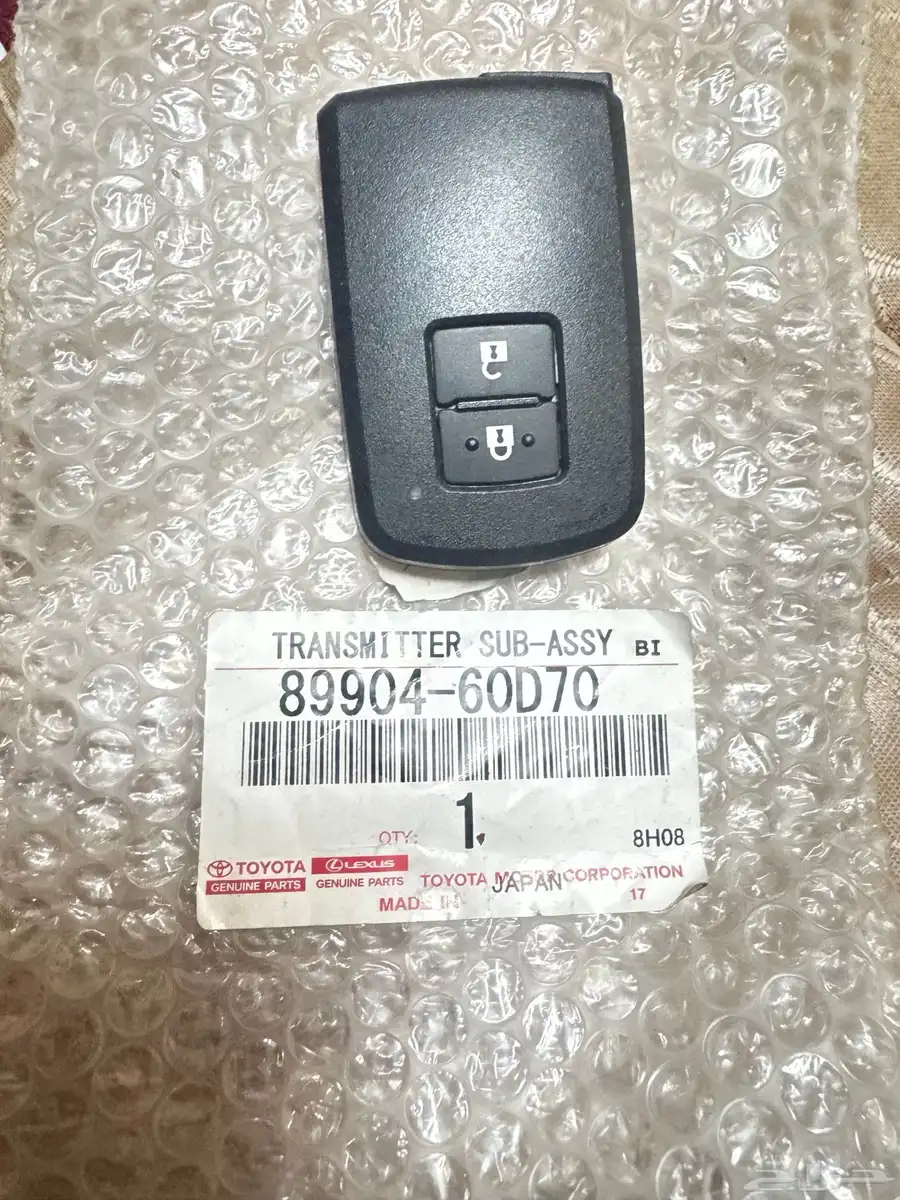 TRANSMITTER SUB-ASSY BI
89904-60D70
QTY: 1.
8H08
TOYOTA LEXUS
GENUINE PARTS GENUINE PARTS
TOYOTA CORPORATION
MADE IN JAPAN 17